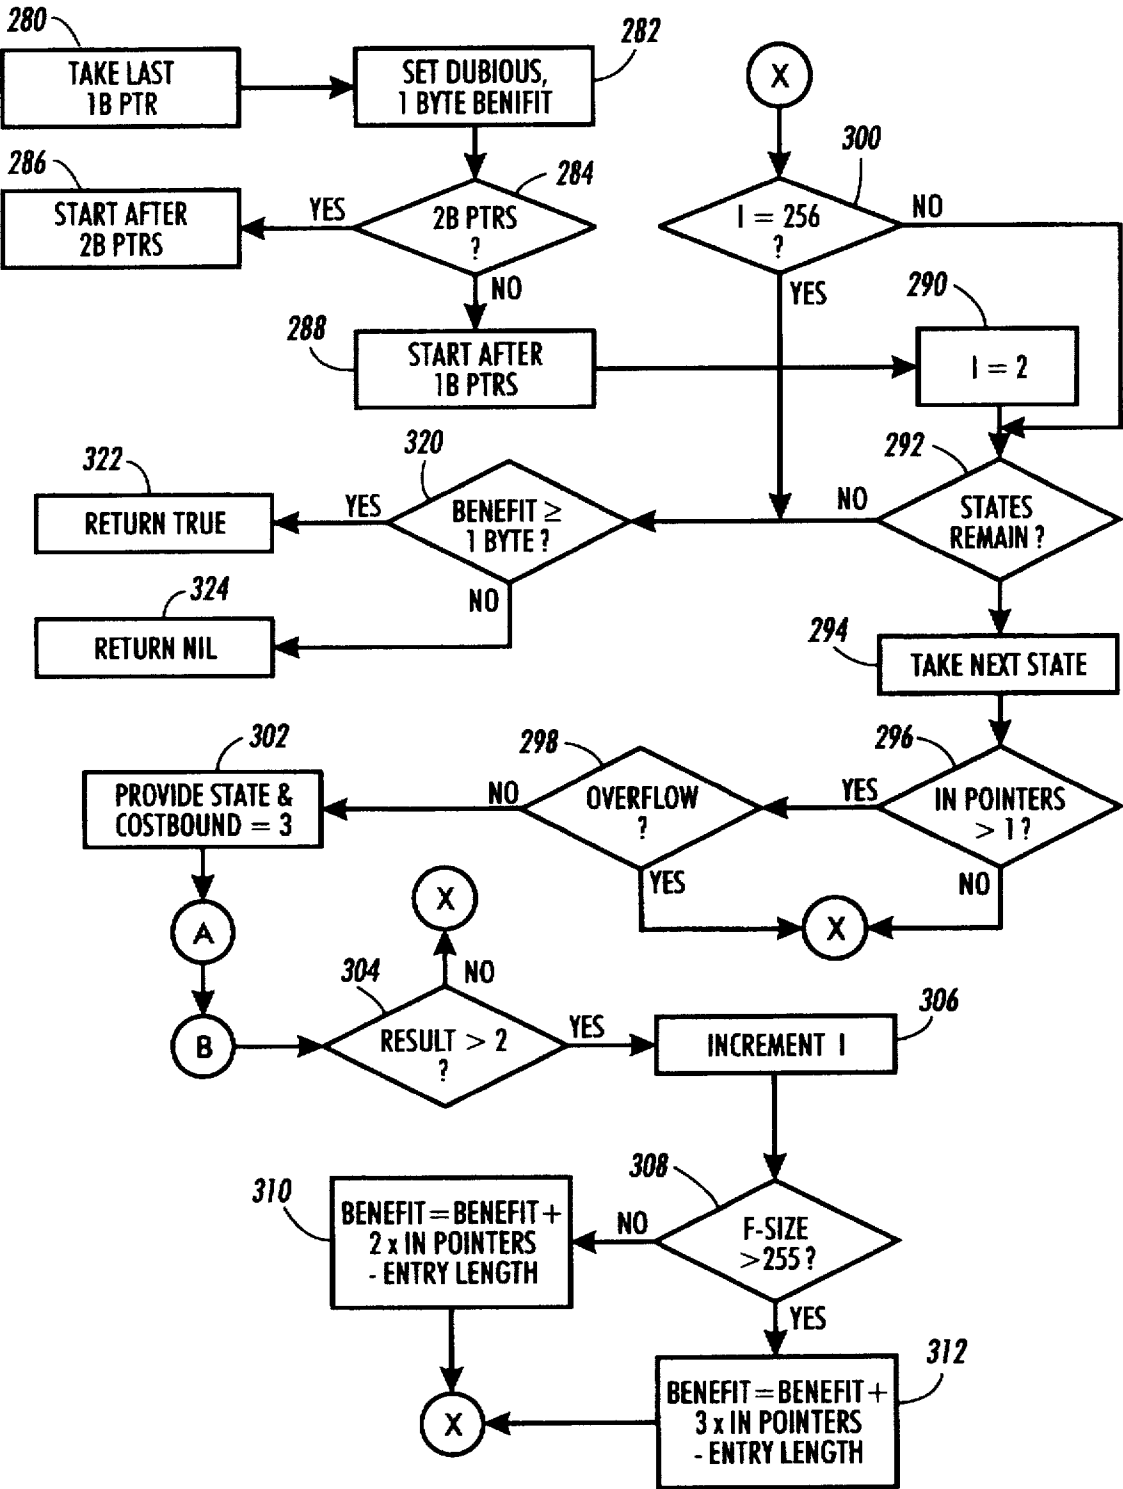 280
TAKE LAST
1B PTR
282
SET DUBIOUS,
1 BYTE BENIFIT
X
286
START AFTER
2B PTRS
YES
284
2B PTRS
?
NO
300
I = 256
?
NO
YES
288
START AFTER
1B PTRS
290
I = 2
322
RETURN TRUE
YES
320
BENEFIT ≥
1 BYTE ?
NO
292
STATES
REMAIN ?
NO
324
RETURN NIL
294
TAKE NEXT STATE
302
PROVIDE STATE &
COSTBOUND = 3
NO
298
OVERFLOW
?
YES
YES
296
IN POINTERS
> 1 ?
NO
X
X
A
B
304
NO
RESULT > 2
?
YES
306
INCREMENT I
308
F-SIZE
>255 ?
NO
YES
310
BENEFIT = BENEFIT +
2 x IN POINTERS
- ENTRY LENGTH
312
BENEFIT = BENEFIT +
3 x IN POINTERS
- ENTRY LENGTH
X